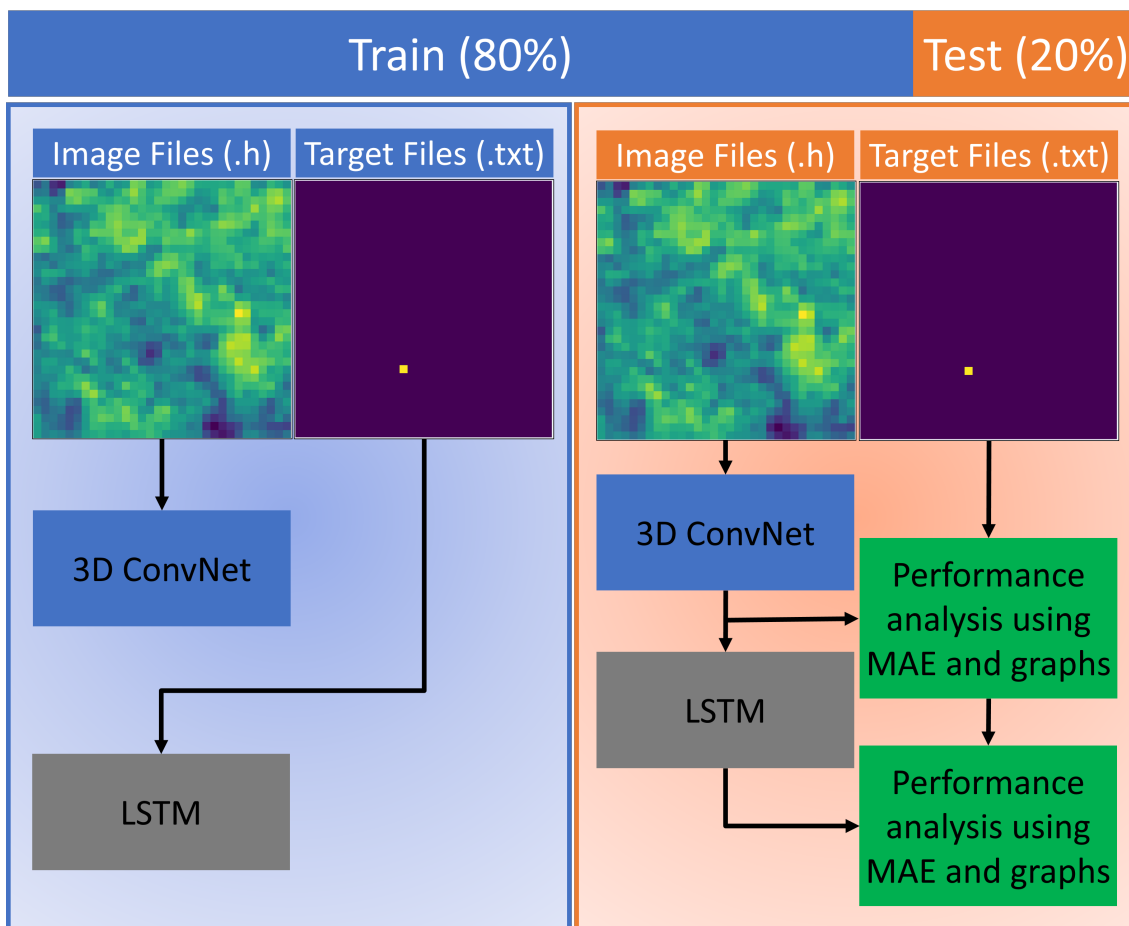 Train (80%)
Test (20%)
Image Files (.h)
Target Files (.txt)
3D ConvNet
LSTM
Image Files (.h)
Target Files (.txt)
3D ConvNet
LSTM
Performance
analysis using
MAE and graphs
Performance
analysis using
MAE and graphs